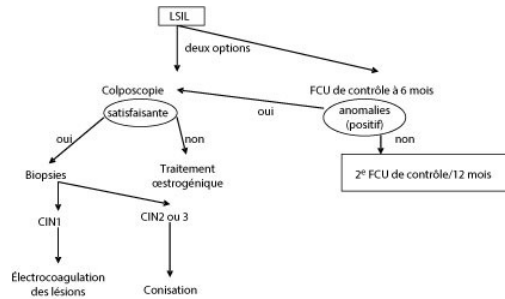 LSIL
deux options
Colposcopie
FCU de contrôle à 6 mois
satisfaisante
anomalies
(positif)
oui
oui
non
non
Biopsies
Traitement
œstrogénique
2e FCU de contrôle/12 mois
CIN1
CIN2 ou 3
Électrocoagulation
des lésions
Conisation